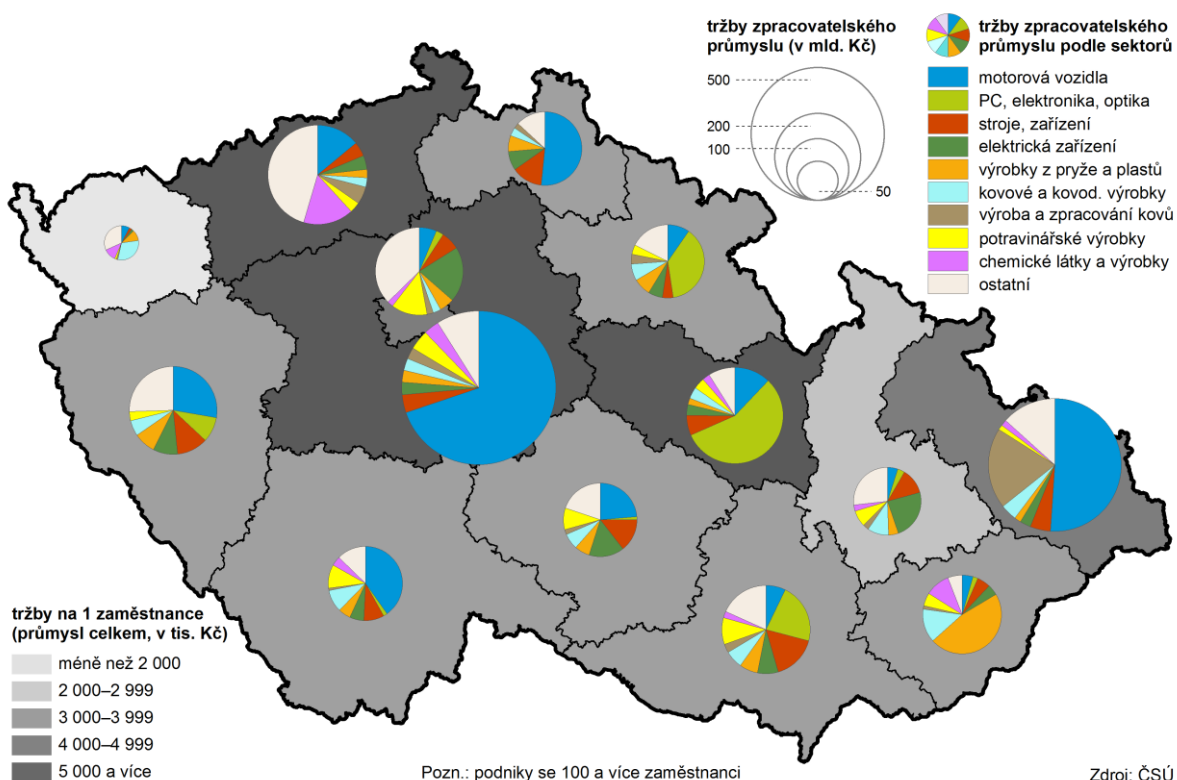 tržby zpracovatelského
průmyslu (v mld. Kč)
500
200
100
50
tržby zpracovatelského
průmyslu podle sektorů
motorová vozidla
PC, elektronika, optika
stroje, zařízení
elektrická zařízení
výrobky z pryže a plastů
kovové a kovod. výrobky
výroba a zpracování kovů
potravinářské výrobky
chemické látky a výrobky
ostatní
tržby na 1 zaměstnance
(průmysl celkem, v tis. Kč)
méně než 2 000
2 000–2 999
3 000–3 999
4 000–4 999
5 000 a více
Pozn.: podniky se 100 a více zaměstnanci
Zdroj: ČSÚ